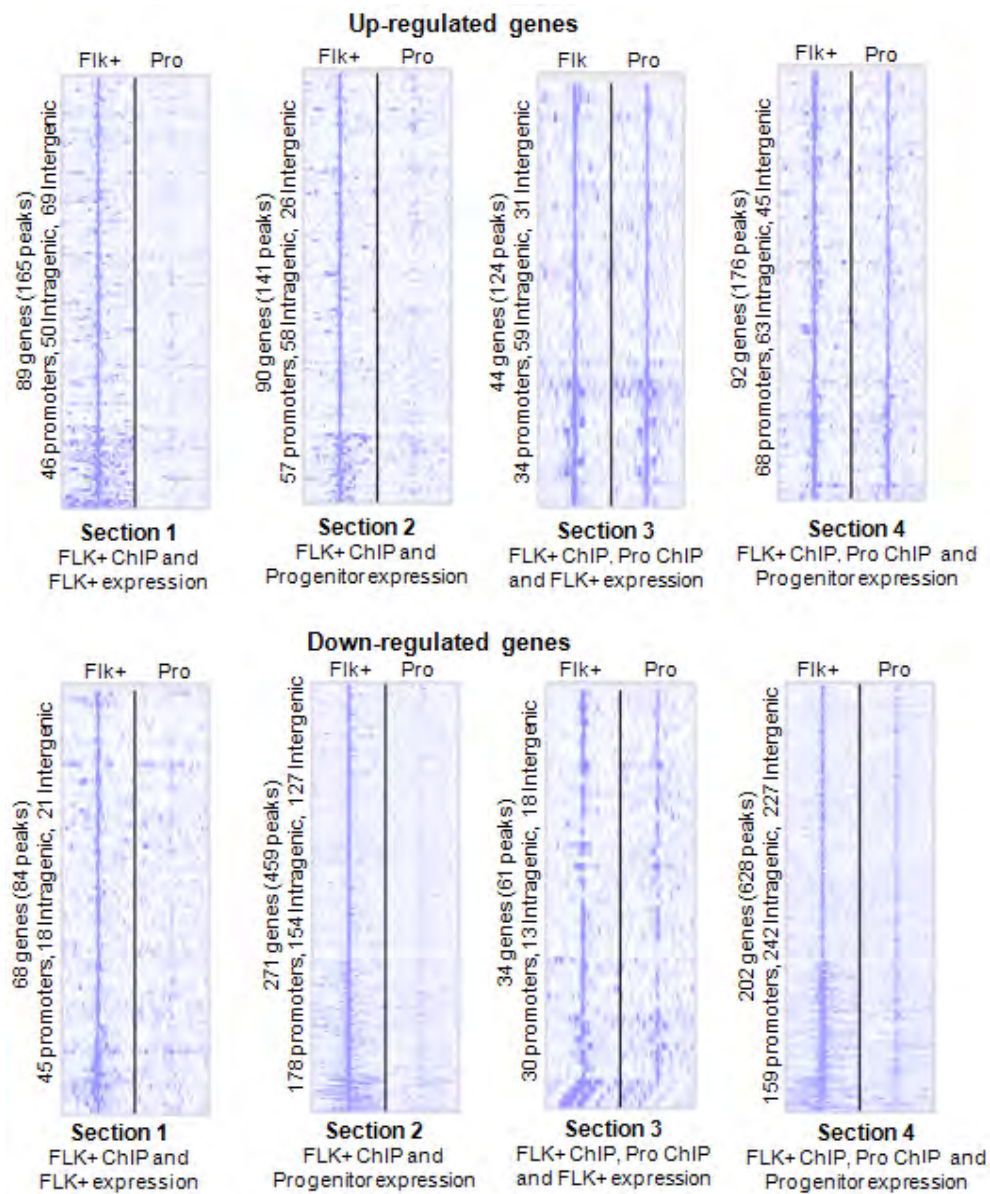 Up-regulated genes
Flk+ Pro
89 genes (165 peaks)
46 promoters, 50 Intragenic, 69 Intergenic
Section 1
FLK+ ChIP and
FLK+ expression
Flk+ Pro
90 genes (141 peaks)
57 promoters, 58 Intragenic, 26 Intergenic
Section 2
FLK+ ChIP and
Progenitor expression
Flk Pro
44 genes (124 peaks)
34 promoters, 59 Intragenic, 31 Intergenic
Section 3
FLK+ ChIP, Pro ChIP
and FLK+ expression
Flk+ Pro
92 genes (176 peaks)
68 promoters, 63 Intragenic, 45 Intergenic
Section 4
FLK+ ChIP, Pro ChIP and
Progenitor expression
Down-regulated genes
Flk+ Pro
68 genes (84 peaks)
45 promoters, 18 Intragenic, 21 Intergenic
Section 1
FLK+ ChIP and
FLK+ expression
Flk+ Pro
271 genes (459 peaks)
178 promoters, 154 Intragenic, 127 Intergenic
Section 2
FLK+ ChIP and
Progenitor expression
Flk+ Pro
34 genes (61 peaks)
30 promoters, 13 Intragenic, 18 Intergenic
Section 3
FLK+ ChIP, Pro ChIP
and FLK+ expression
Flk+ Pro
202 genes (628 peaks)
159 promoters, 242 Intragenic, 227 Intergenic
Section 4
FLK+ ChIP, Pro ChIP and
Progenitor expression